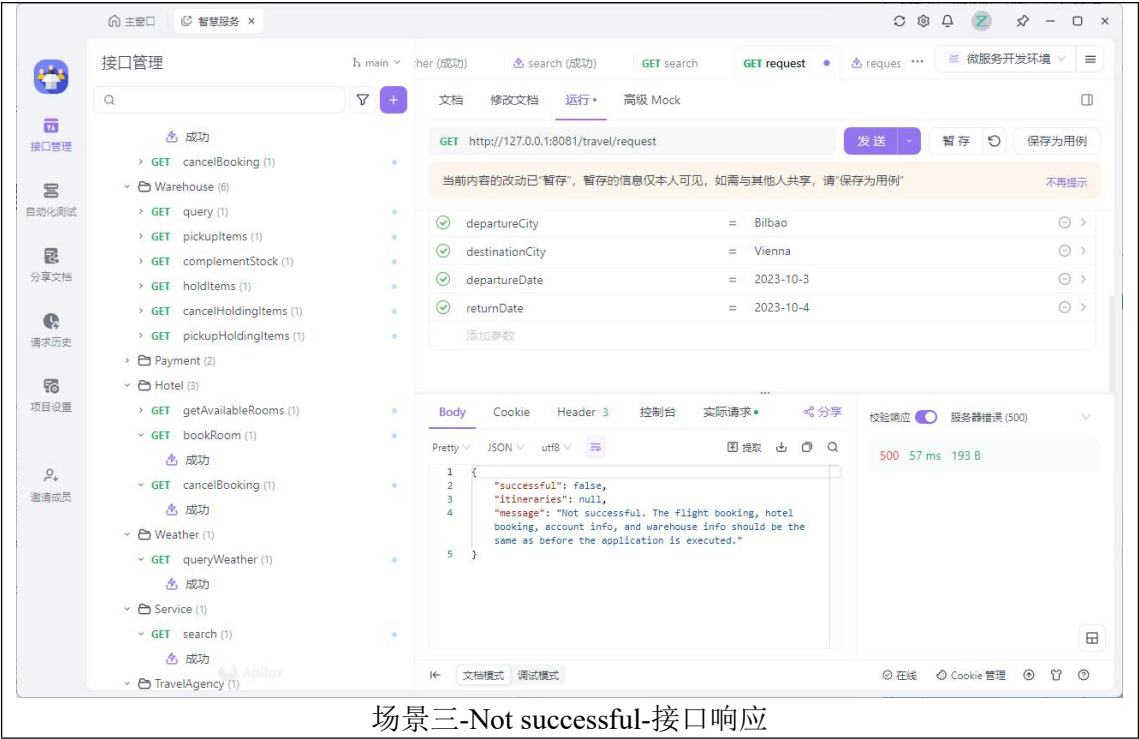 主窗口
智慧服务 ×
接口管理
main
her (成功)
search (成功)
GET search
GET request
reques
微服务开发环境
文档
修改文档
运行
高级 Mock
接口管理
自动化测试
分享文档
请求历史
项目设置
邀请成员
成功
GET cancelBooking (1)
Warehouse (6)
GET query (1)
GET pickupItems (1)
GET complementStock (1)
GET holdItems (1)
GET cancelHoldingItems (1)
GET pickupHoldingItems (1)
Payment (2)
Hotel (3)
GET getAvailableRooms (1)
GET bookRoom (1)
成功
GET cancelBooking (1)
成功
Weather (1)
GET queryWeather (1)
成功
Service (1)
GET search (1)
成功
Apifox
TravelAgency (1)
GET http://127.0.0.1:8081/travel/request
发送
暂存
保存为用例
当前内容的改动已“暂存”，暂存的信息仅本人可见，如需与其他人共享，请“保存为用例”
不再提示
departureCity = Bilbao
destinationCity = Vienna
departureDate = 2023-10-3
returnDate = 2023-10-4
添加参数
Body Cookie Header 3 控制台 实际请求 分享
Pretty JSON utf8 提取
1 {
2 "successful": false,
3 "itineraries": null,
4 "message": "Not successful. The flight booking, hotel
booking, account info, and warehouse info should be the
same as before the application is executed."
5 }
校验响应 服务器错误 (500)
500 57 ms 193 B
文档模式 调试模式
在线 Cookie 管理
场景三-Not successful-接口响应